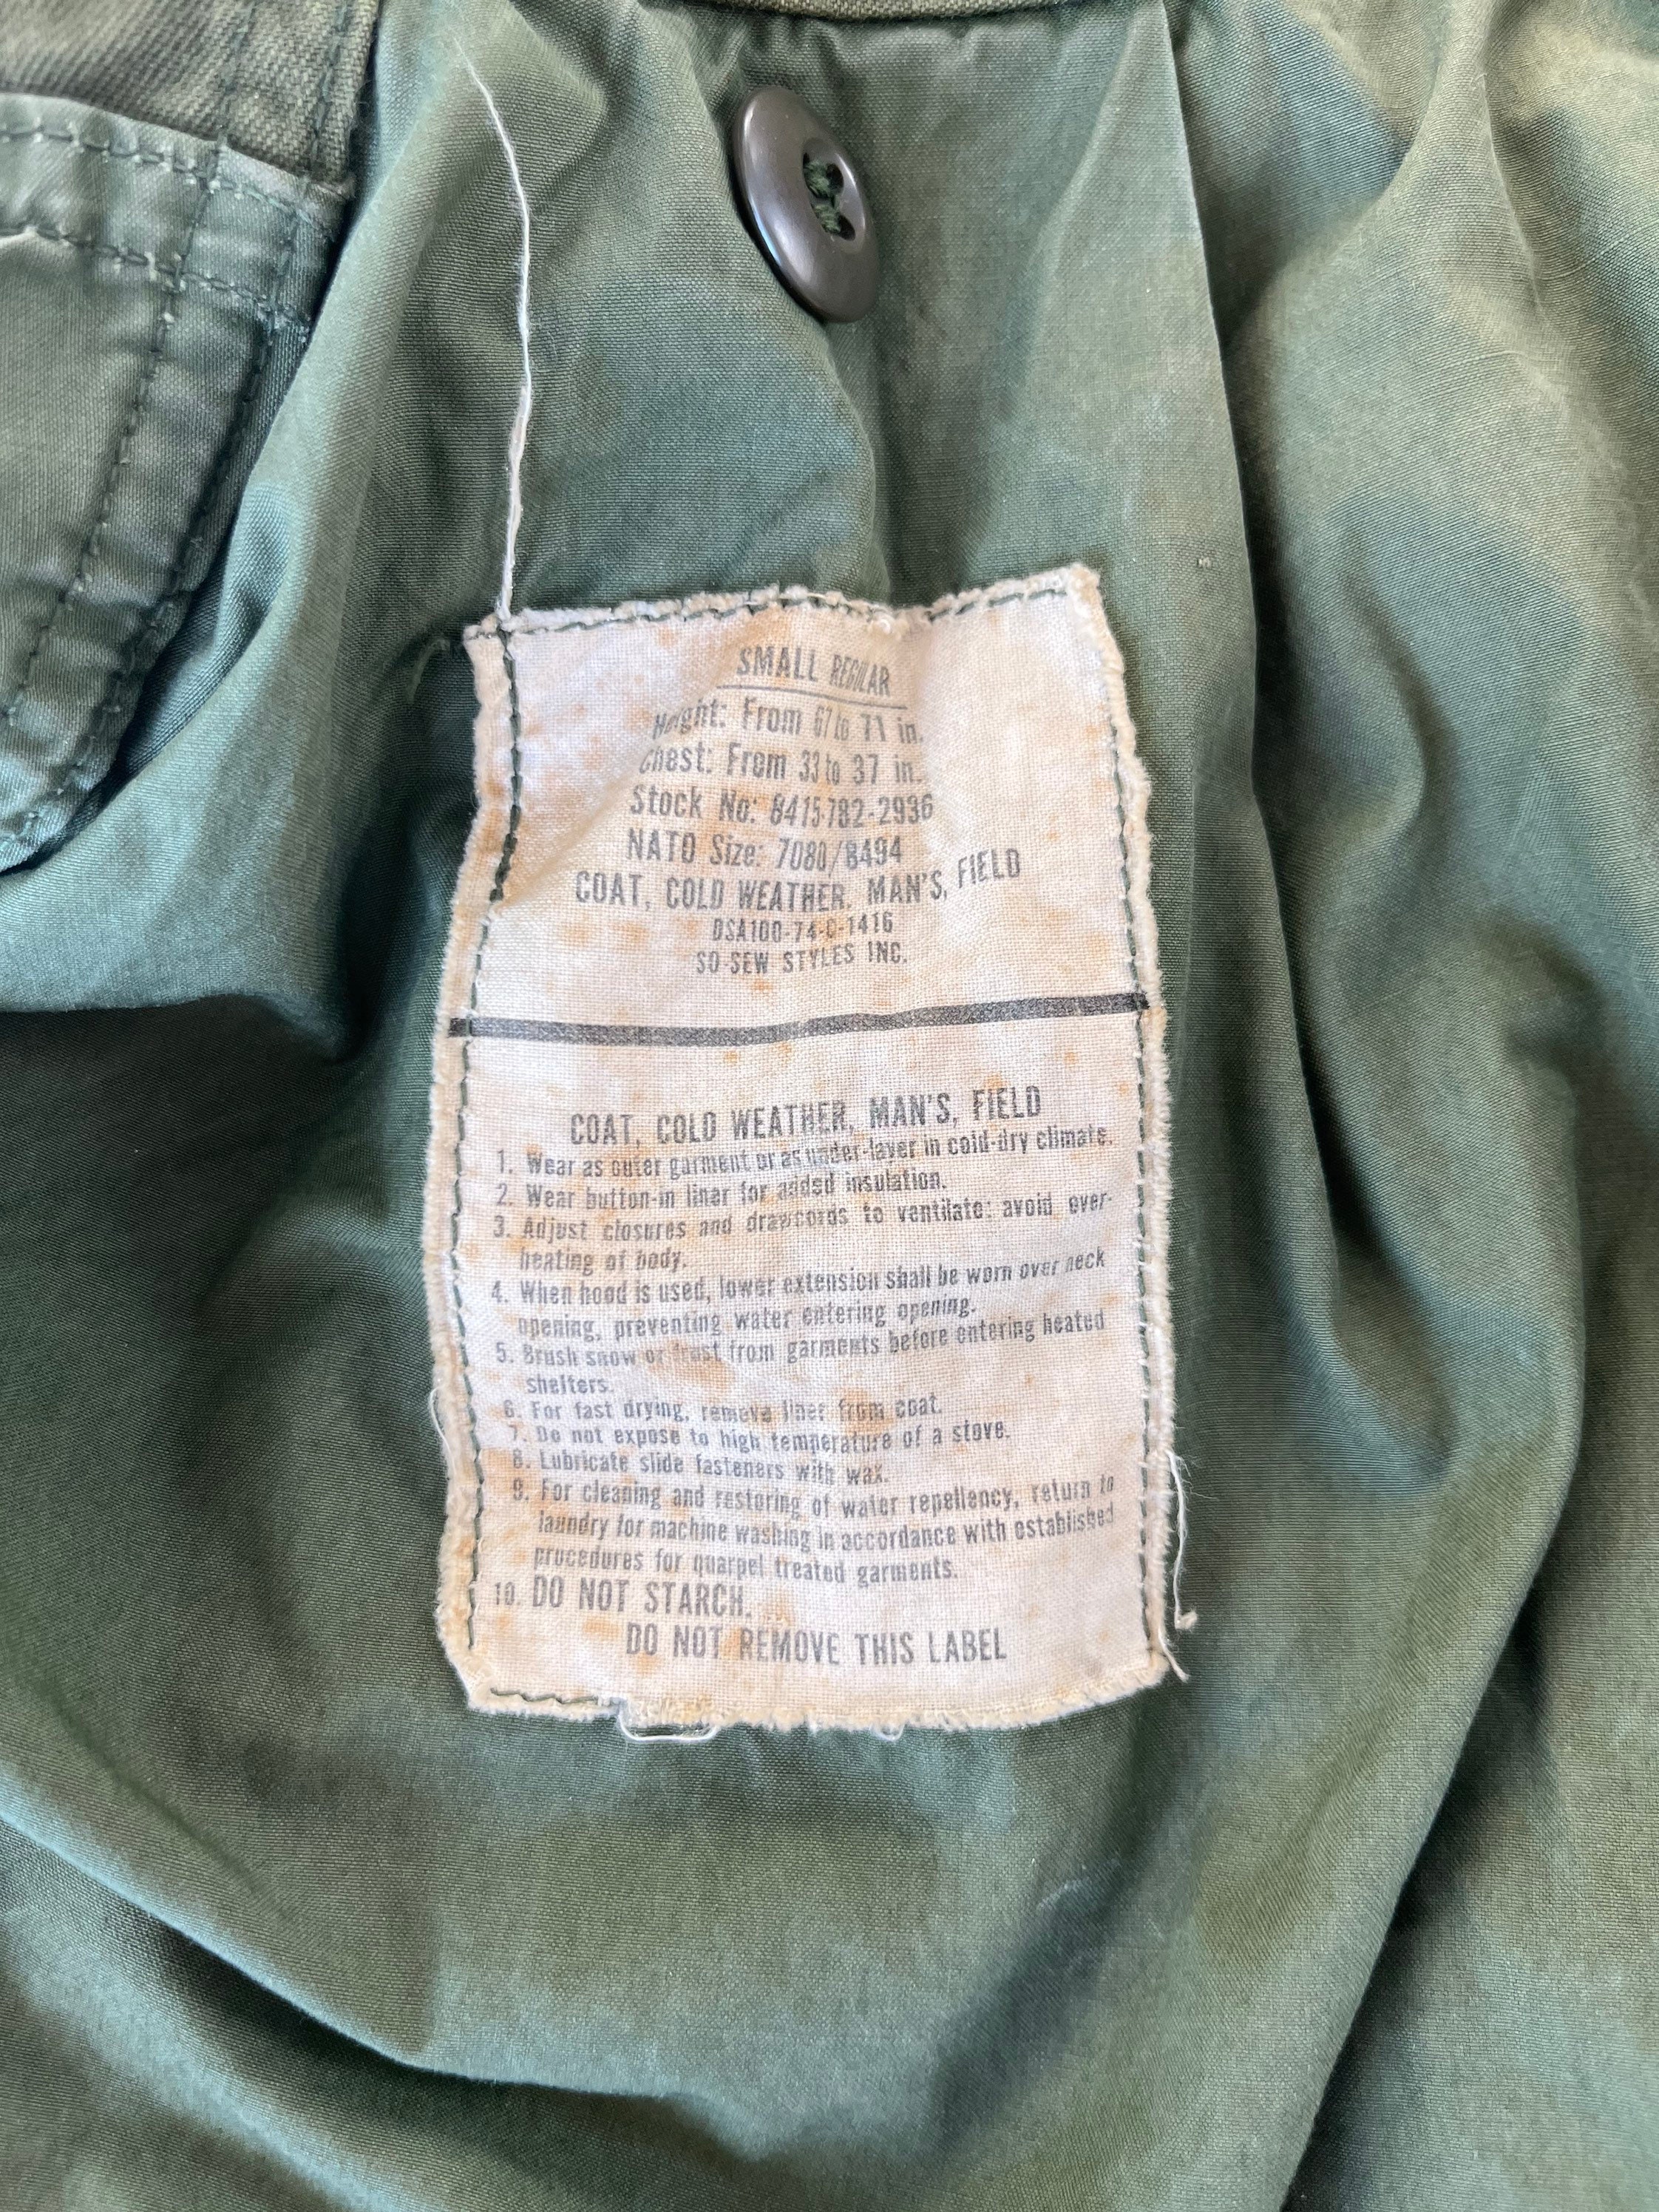 SMALL REGULAR
Height: From 67 to 71 in.
Chest: From 33 to 37 in.
Stock No: 8415-782-2936
NATO Size: 7080/8494
COAT, COLD WEATHER, MAN'S, FIELD
DSA100-74-C-1416
SO-SEW STYLES INC.
COAT, COLD WEATHER, MAN'S, FIELD
1. Wear as outer garment or as under-layer in cold-dry climate.
2. Wear button-in liner for added insulation.
3. Adjust closures and drawcords to ventilate: avoid over-
heating of body.
4. When hood is used, lower extension shall be worn over neck
opening, preventing water entering opening.
5. Brush snow or frost from garments before entering heated
shelters.
6. For fast drying, remove liner from coat.
7. Do not expose to high temperature of a stove.
8. Lubricate slide fasteners with wax.
9. For cleaning and restoring of water repellency, return to
laundry for machine washing in accordance with established
procedures for quarpel treated garments.
10. DO NOT STARCH.
DO NOT REMOVE THIS LABEL